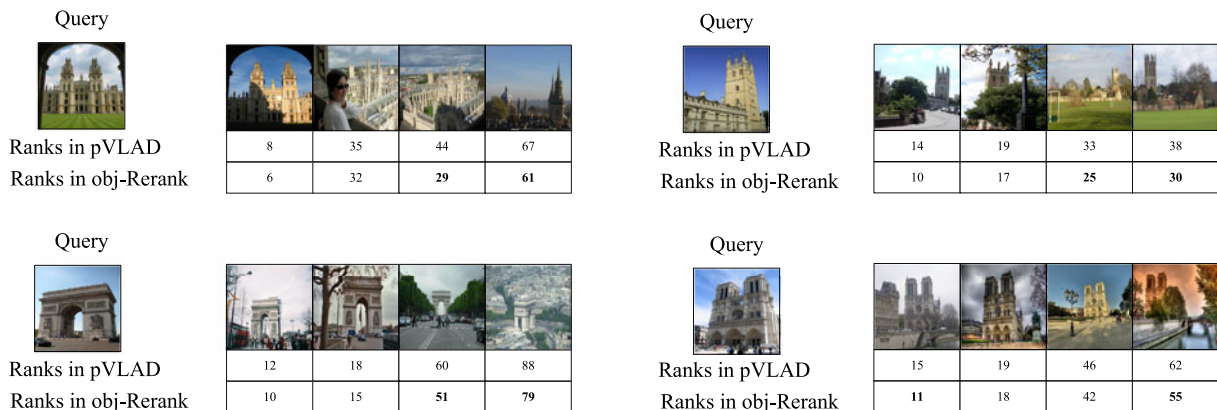 Query
Ranks in pVLAD 8 35 44 67
Ranks in obj-Rerank 6 32 29 61
Query
Ranks in pVLAD 14 19 33 38
Ranks in obj-Rerank 10 17 25 30
Query
Ranks in pVLAD 12 18 60 88
Ranks in obj-Rerank 10 15 51 79
Query
Ranks in pVLAD 15 19 46 62
Ranks in obj-Rerank 11 18 42 55